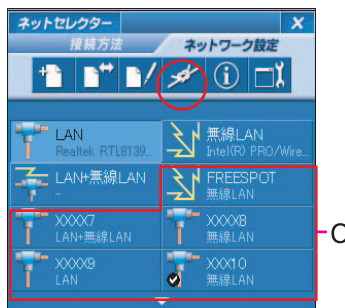 ネットセレクター X
接続方法 ネットワーク設定
LAN
Realtek RTL8139...
無線LAN
Intel(R) PRO/Wire...
LAN+無線LAN
-
FREESPOT
無線LAN
XXXX7
LAN+無線LAN
XXXX8
無線LAN
XXXX9
LAN
XXX10
無線LAN
C